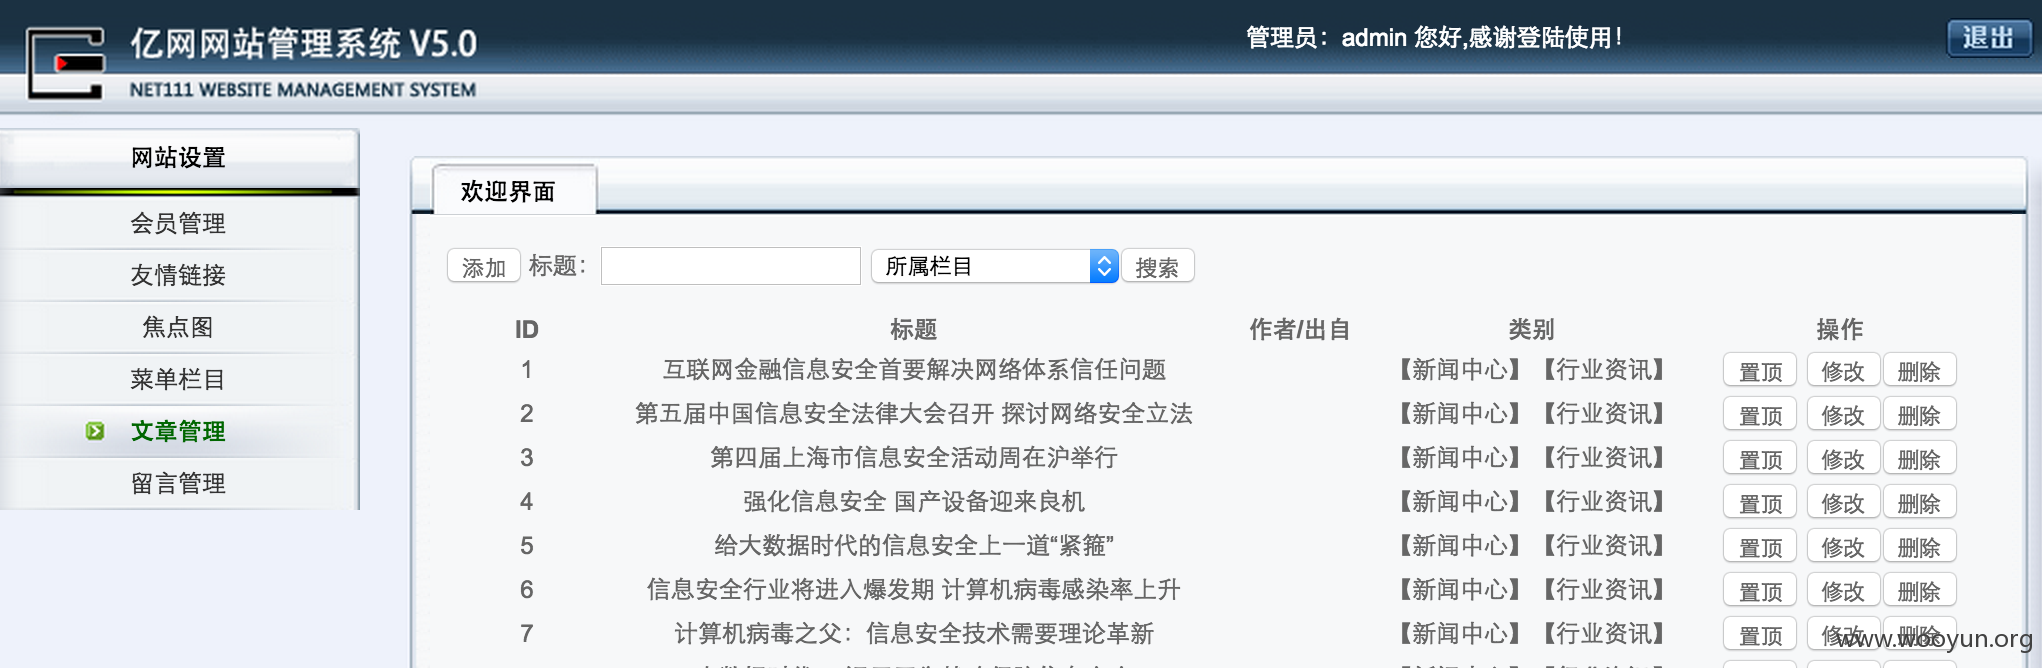 亿网网站管理系统 V5.0
NET111 WEBSITE MANAGEMENT SYSTEM
管理员：admin 您好,感谢登陆使用！
退出
网站设置
会员管理
友情链接
焦点图
菜单栏目
文章管理
留言管理
欢迎界面
添加 标题： 所属栏目 搜索
ID 标题 作者/出自 类别 操作
1 互联网金融信息安全首要解决网络体系信任问题 【新闻中心】【行业资讯】 置顶 修改 删除
2 第五届中国信息安全法律大会召开 探讨网络安全立法 【新闻中心】【行业资讯】 置顶 修改 删除
3 第四届上海市信息安全活动周在沪举行 【新闻中心】【行业资讯】 置顶 修改 删除
4 强化信息安全 国产设备迎来良机 【新闻中心】【行业资讯】 置顶 修改 删除
5 给大数据时代的信息安全上一道“紧箍” 【新闻中心】【行业资讯】 置顶 修改 删除
6 信息安全行业将进入爆发期 计算机病毒感染率上升 【新闻中心】【行业资讯】 置顶 修改 删除
7 计算机病毒之父：信息安全技术需要理论革新 【新闻中心】【行业资讯】 置顶 修改 删除
www.wooyun.org